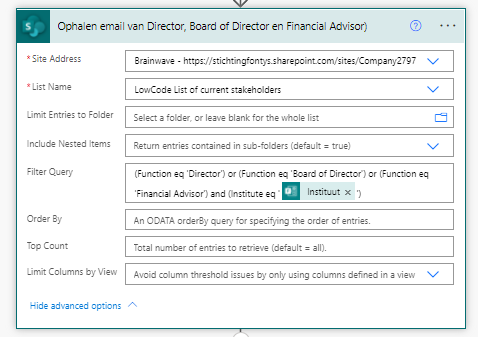 Ophalen email van Director, Board of Director en Financial Advisor)
* Site Address
Brainwave - https://stichtingfontys.sharepoint.com/sites/Company2797
* List Name
LowCode List of current stakeholders
Limit Entries to Folder
Select a folder, or leave blank for the whole list
Include Nested Items
Return entries contained in sub-folders (default = true)
Filter Query
(Function eq 'Director') or (Function eq 'Board of Director') or (Function eq
'Financial Advisor') and (Institute eq ' Instituut × ')
Order By
An ODATA orderBy query for specifying the order of entries.
Top Count
Total number of entries to retrieve (default = all).
Limit Columns by View
Avoid column threshold issues by only using columns defined in a view
Hide advanced options